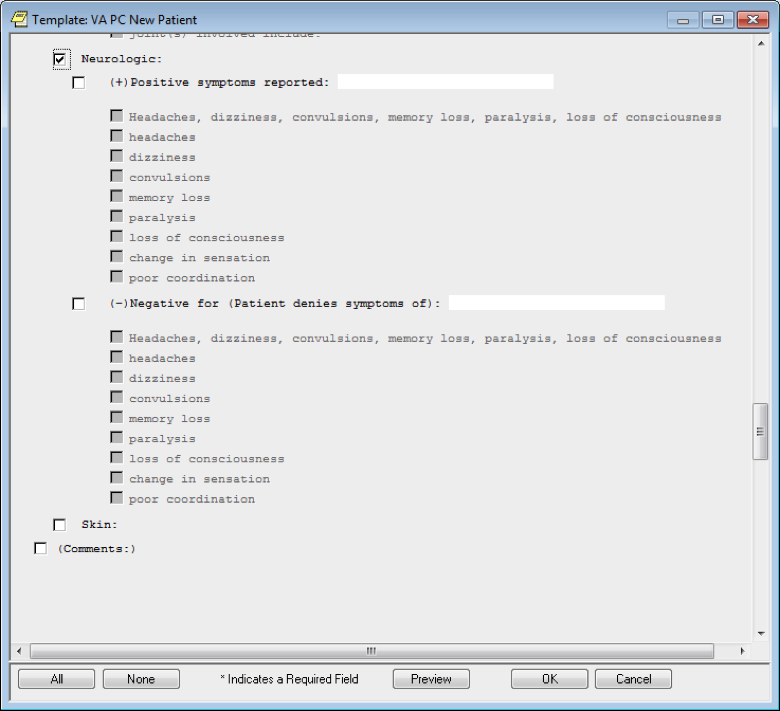 Template: VA PC New Patient
joint(s) involved include:
Neurologic:
(+)Positive symptoms reported:
Headaches, dizziness, convulsions, memory loss, paralysis, loss of consciousness
headaches
dizziness
convulsions
memory loss
paralysis
loss of consciousness
change in sensation
poor coordination
(-)Negative for (Patient denies symptoms of):
Headaches, dizziness, convulsions, memory loss, paralysis, loss of consciousness
headaches
dizziness
convulsions
memory loss
paralysis
loss of consciousness
change in sensation
poor coordination
Skin:
(Comments:)
All None * Indicates a Required Field Preview OK Cancel